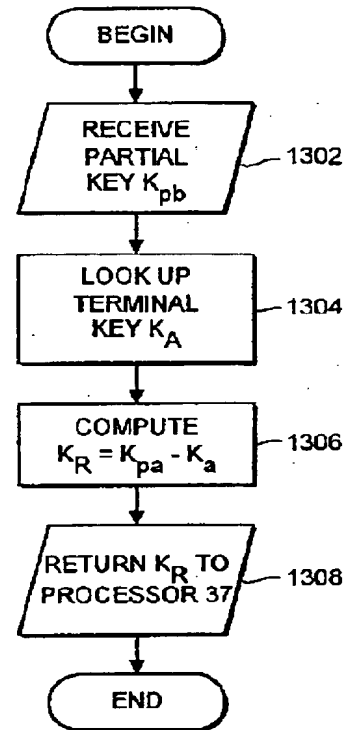 BEGIN
RECEIVE
PARTIAL
KEY K_pb
1302
LOOK UP
TERMINAL
KEY K_A
1304
COMPUTE
K_R = K_pa - K_a
1306
RETURN K_R TO
PROCESSOR 37
1308
END